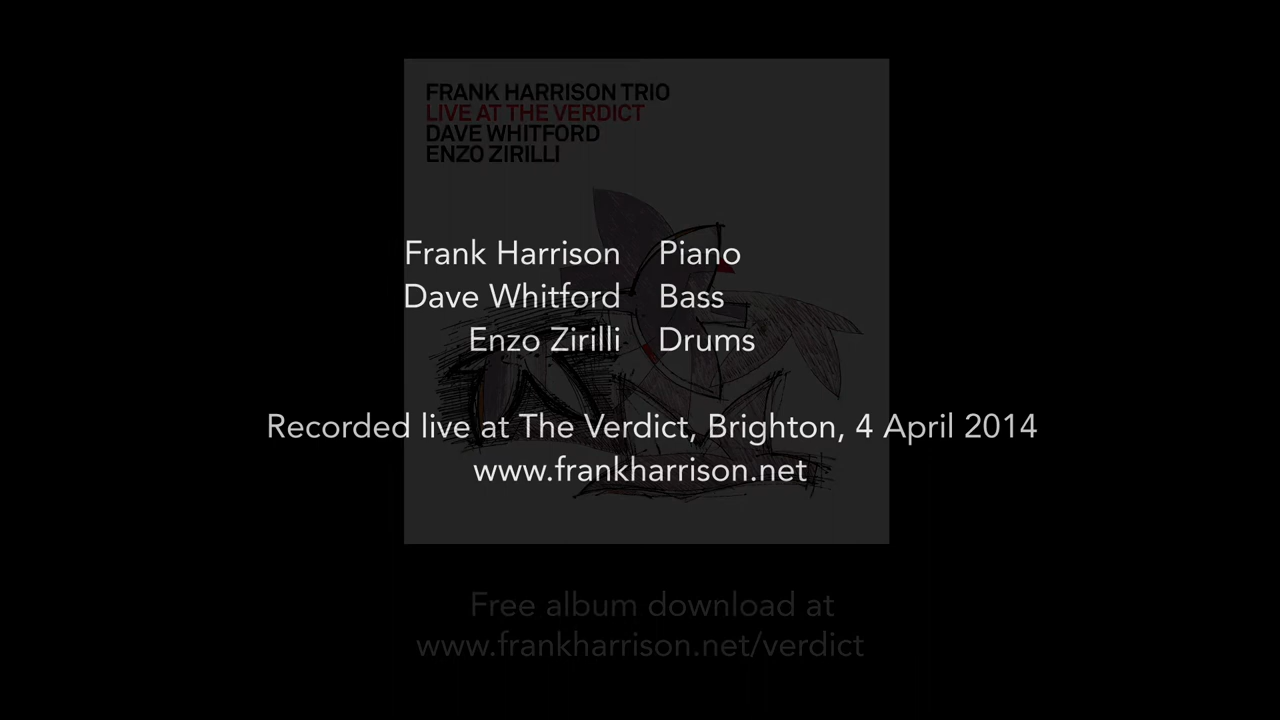 FRANK HARRISON TRIO
LIVE AT THE VERDICT
DAVE WHITFORD
ENZO ZIRILLI
Frank Harrison Piano
Dave Whitford Bass
Enzo Zirilli Drums
Recorded live at The Verdict, Brighton, 4 April 2014
www.frankharrison.net
Free album download at
www.frankharrison.net/verdict